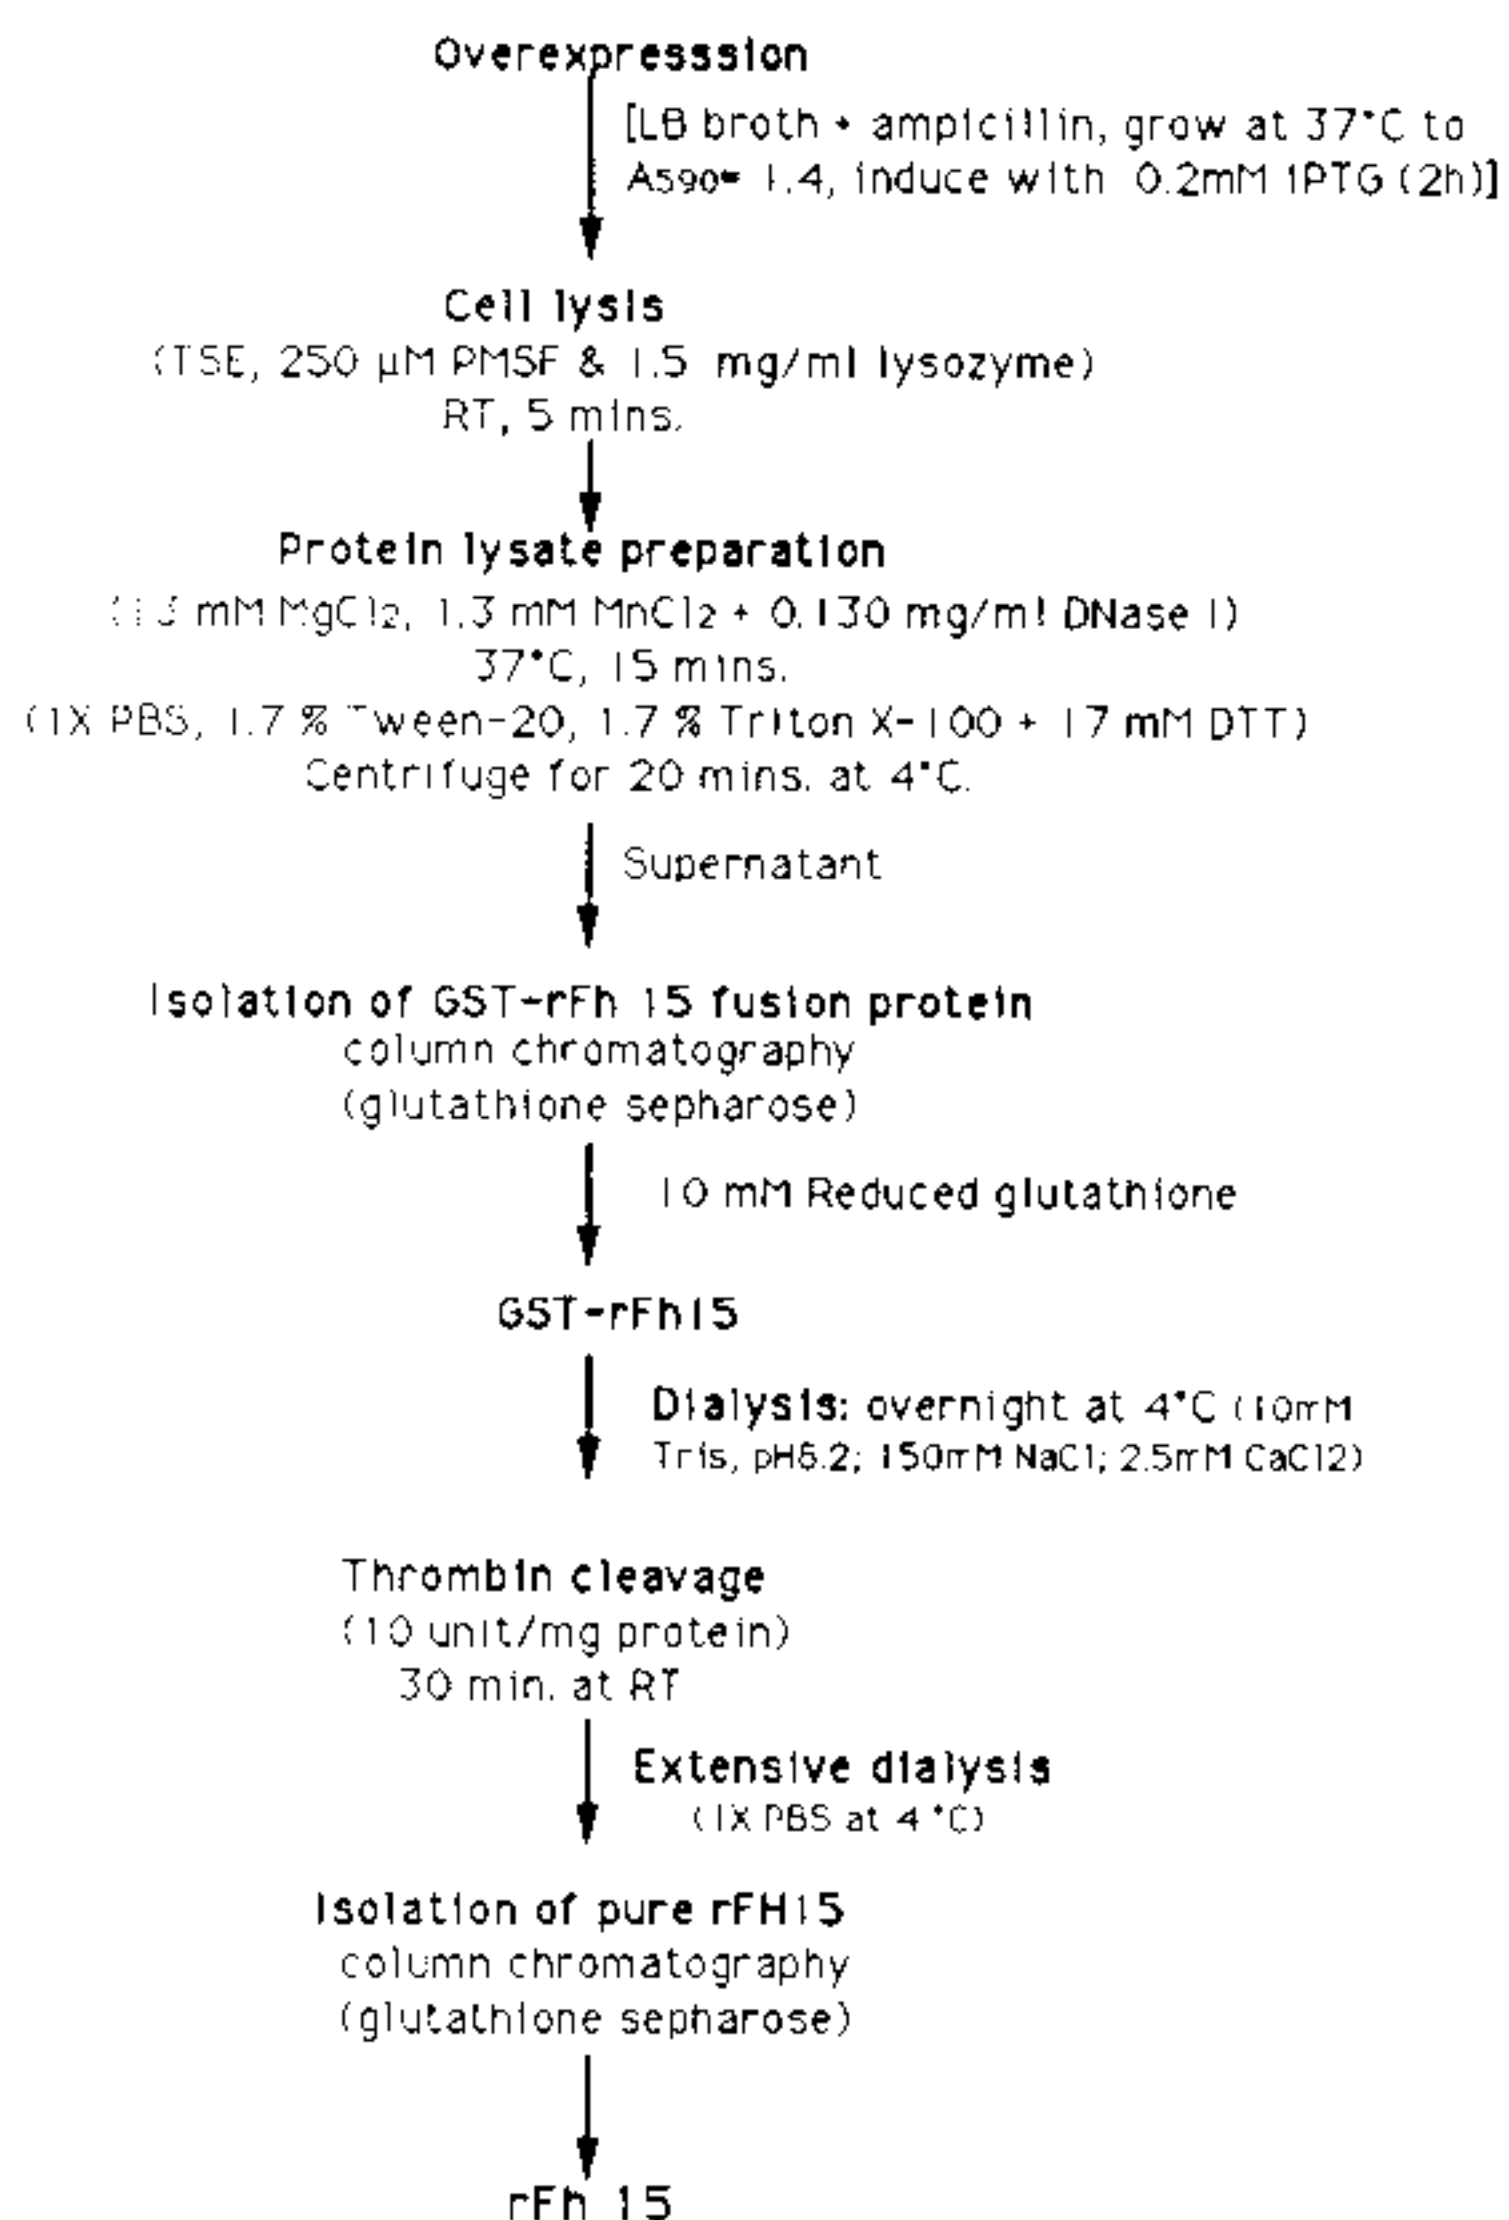 Overexpresssion
[LB broth + ampicillin, grow at 37°C to
A590= 1.4, induce with 0.2mM IPTG (2h)]
Cell lysis
(TSE, 250 µM PMSF & 1.5 mg/ml lysozyme)
RT, 5 mins.
Protein lysate preparation
mM MgCl2, 1.3 mM MnCl2 + 0.130 mg/ml DNase I)
37°C, 15 mins.
(1X PBS, 1.7 % Tween-20, 1.7 % Triton X-100 + 17 mM DTT)
Centrifuge for 20 mins. at 4°C.
Supernatant
Isolation of GST-rFh 15 fusion protein
column chromatography
(glutathione sepharose)
10 mM Reduced glutathione
GST-rFh15
Dialysis: overnight at 4°C (10mM
Tris, 150mM NaCl; 2.5mM CaCl2)
Thrombin cleavage
(10 unit/mg protein)
30 min. at RT
Extensive dialysis
(1X PBS at 4 °C)
Isolation of pure rFH15
column chromatography
(glutathione sepharose)
rFh 15